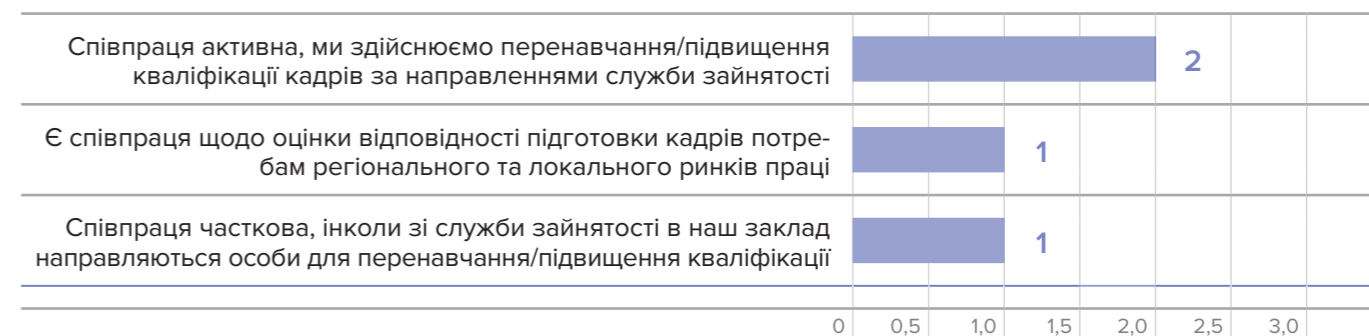 Співпраця активна, ми здійснюємо перенавчання/підвищення
кваліфікації кадрів за направленнями служби зайнятості
2
Є співпраця щодо оцінки відповідності підготовки кадрів потре-
бам регіонального та локального ринків праці
1
Співпраця часткова, інколи зі служби зайнятості в наш заклад
направляються особи для перенавчання/підвищення кваліфікації
1
0 0,5 1,0 1,5 2,0 2,5 3,0